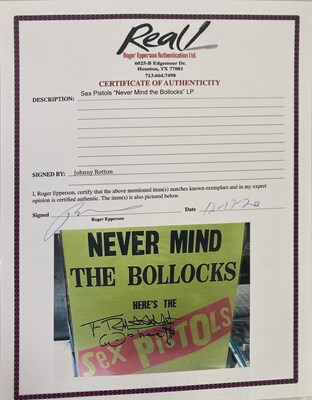 Real
Roger Epperson Authentication Ltd.
6025-B Edgemoor Dr.
Houston, TX 77081
713.664.7498
CERTIFICATE OF AUTHENTICITY
DESCRIPTION: Sex Pistols "Never Mind the Bollocks" LP
SIGNED BY: Johnny Rotton
I, Roger Epperson, certify that the above mentioned item(s) matches known exemplars and in my expert
opinion is certified authentic. The item(s) is also pictured below.
Signed Date
Roger Epperson
NEVER MIND
THE BOLLOCKS
HERE'S THE
Sex PISTOLS